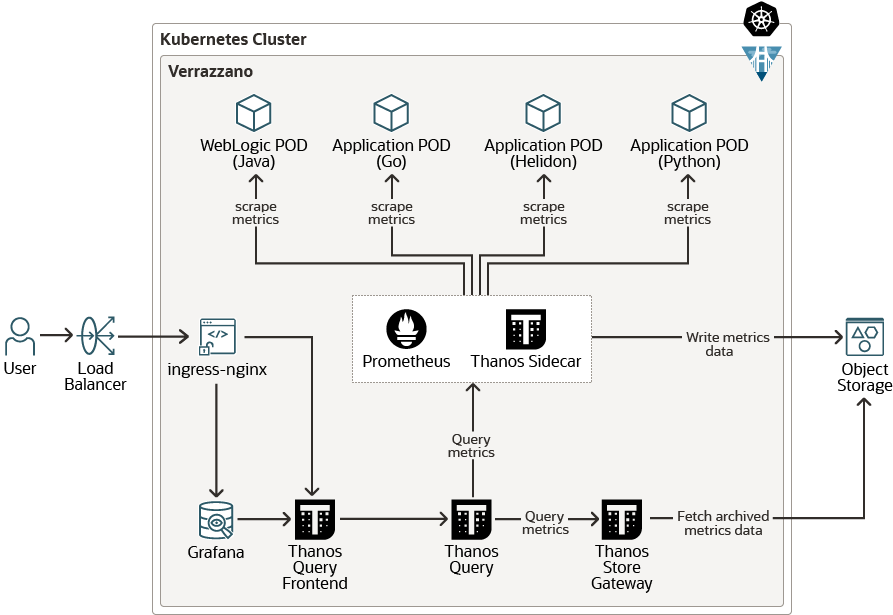 Kubernetes Cluster
Verrazzano
WebLogic POD
(Java)
Application POD
(Go)
Application POD
(Helidon)
Application POD
(Python)
scrape
metrics
scrape
metrics
scrape
metrics
scrape
metrics
User
Load
Balancer
</>
ingress-nginx
Prometheus
Thanos Sidecar
Write metrics
data
Object
Storage
Query
metrics
Grafana
Thanos
Query
Frontend
Thanos
Query
Query
metrics
Thanos
Store
Gateway
Fetch archived
metrics data